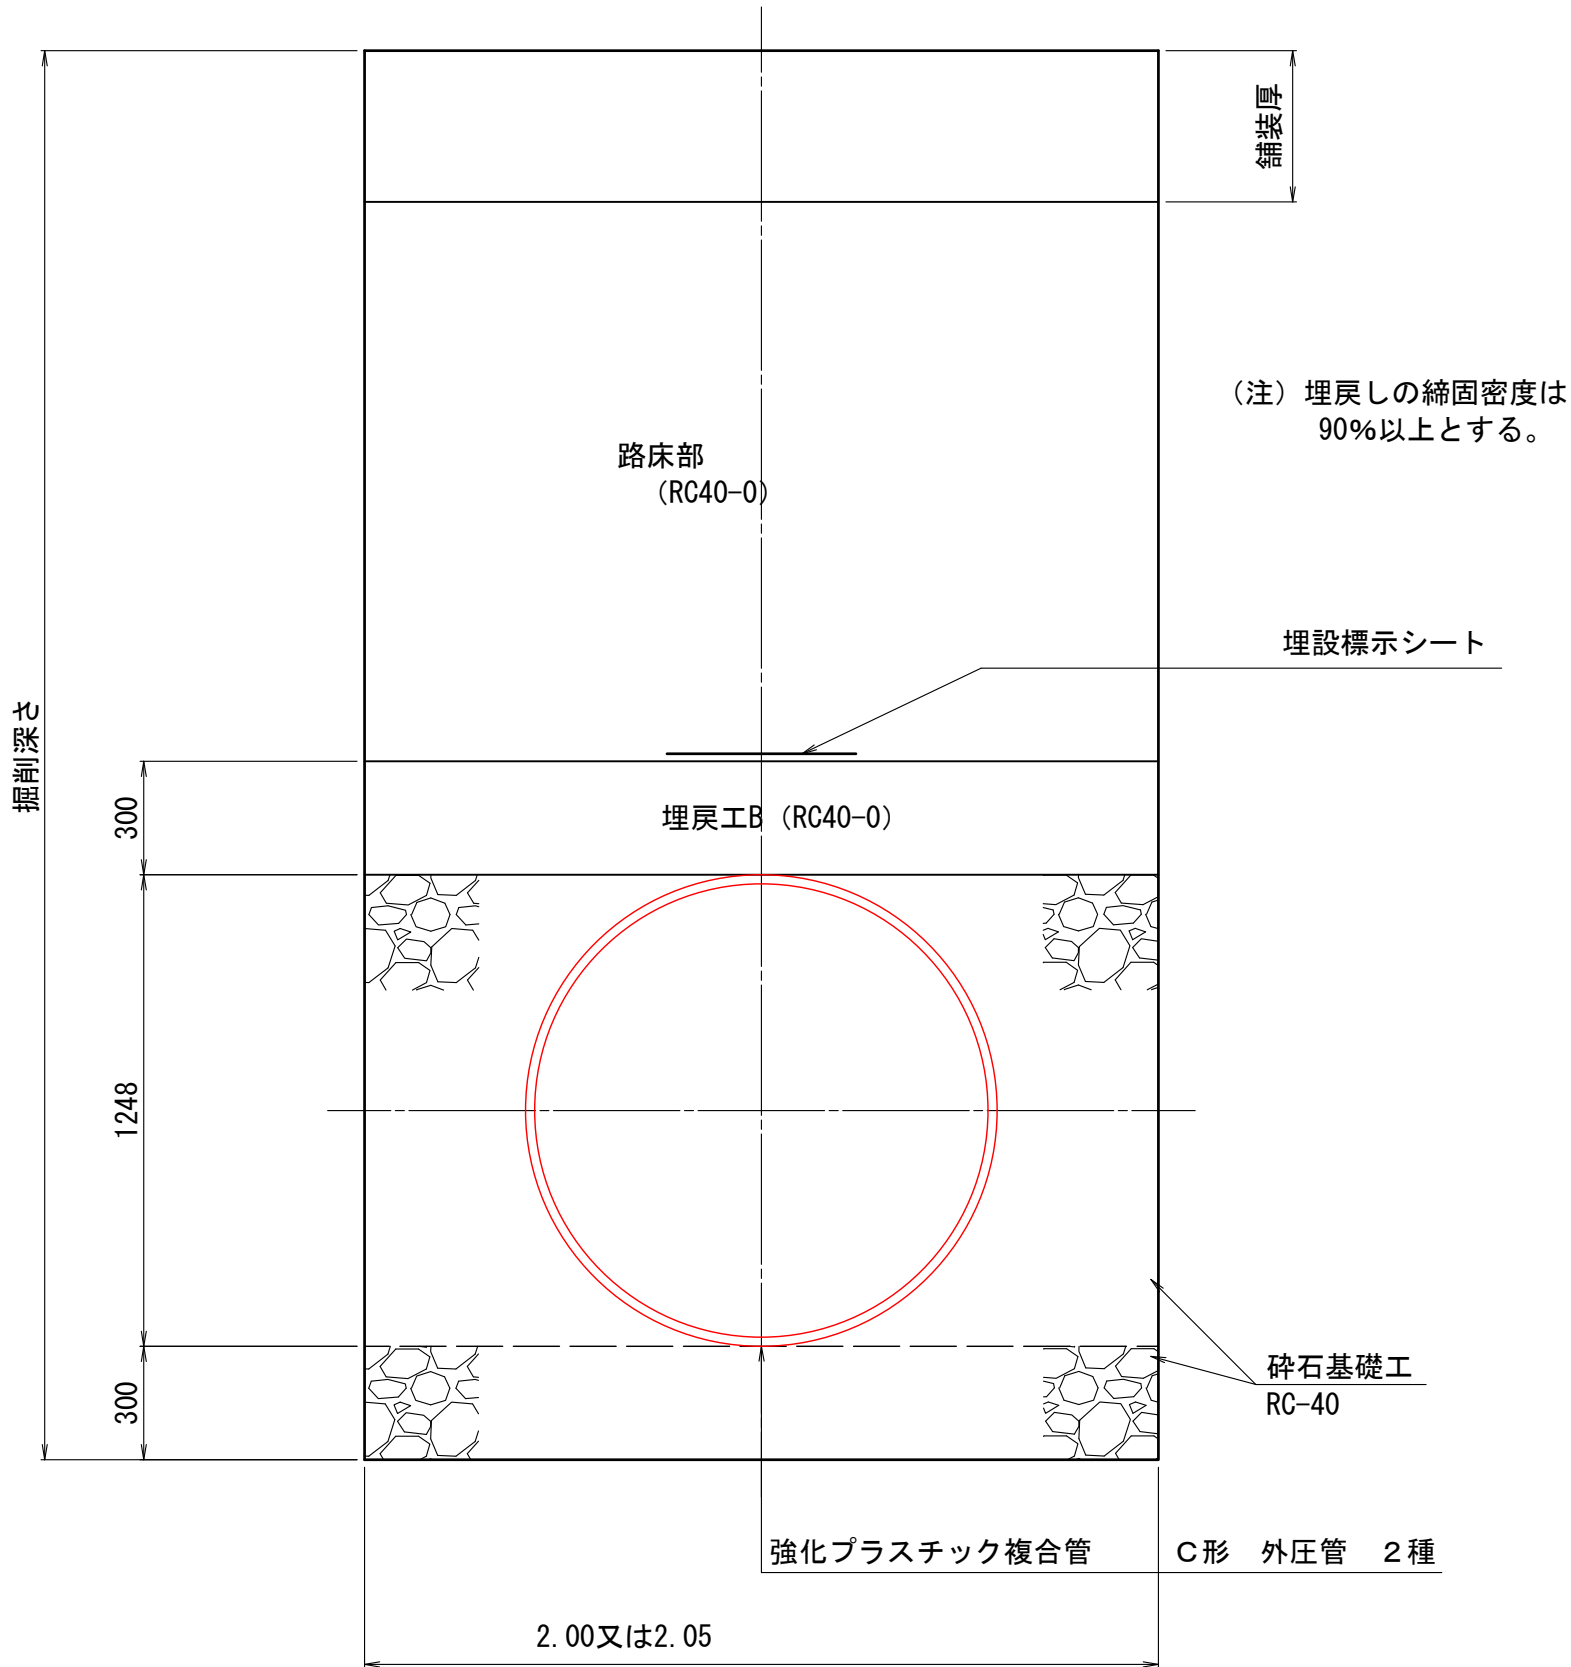 舗装厚
（注）埋戻しの締固密度は
90%以上とする。
路床部
（RC40-0）
埋設標示シート
掘削深さ
300
埋戻工B（RC40-0）
1248
300
砕石基礎工
RC-40
強化プラスチック複合管　　C形　外圧管　２種
2.00又は2.05